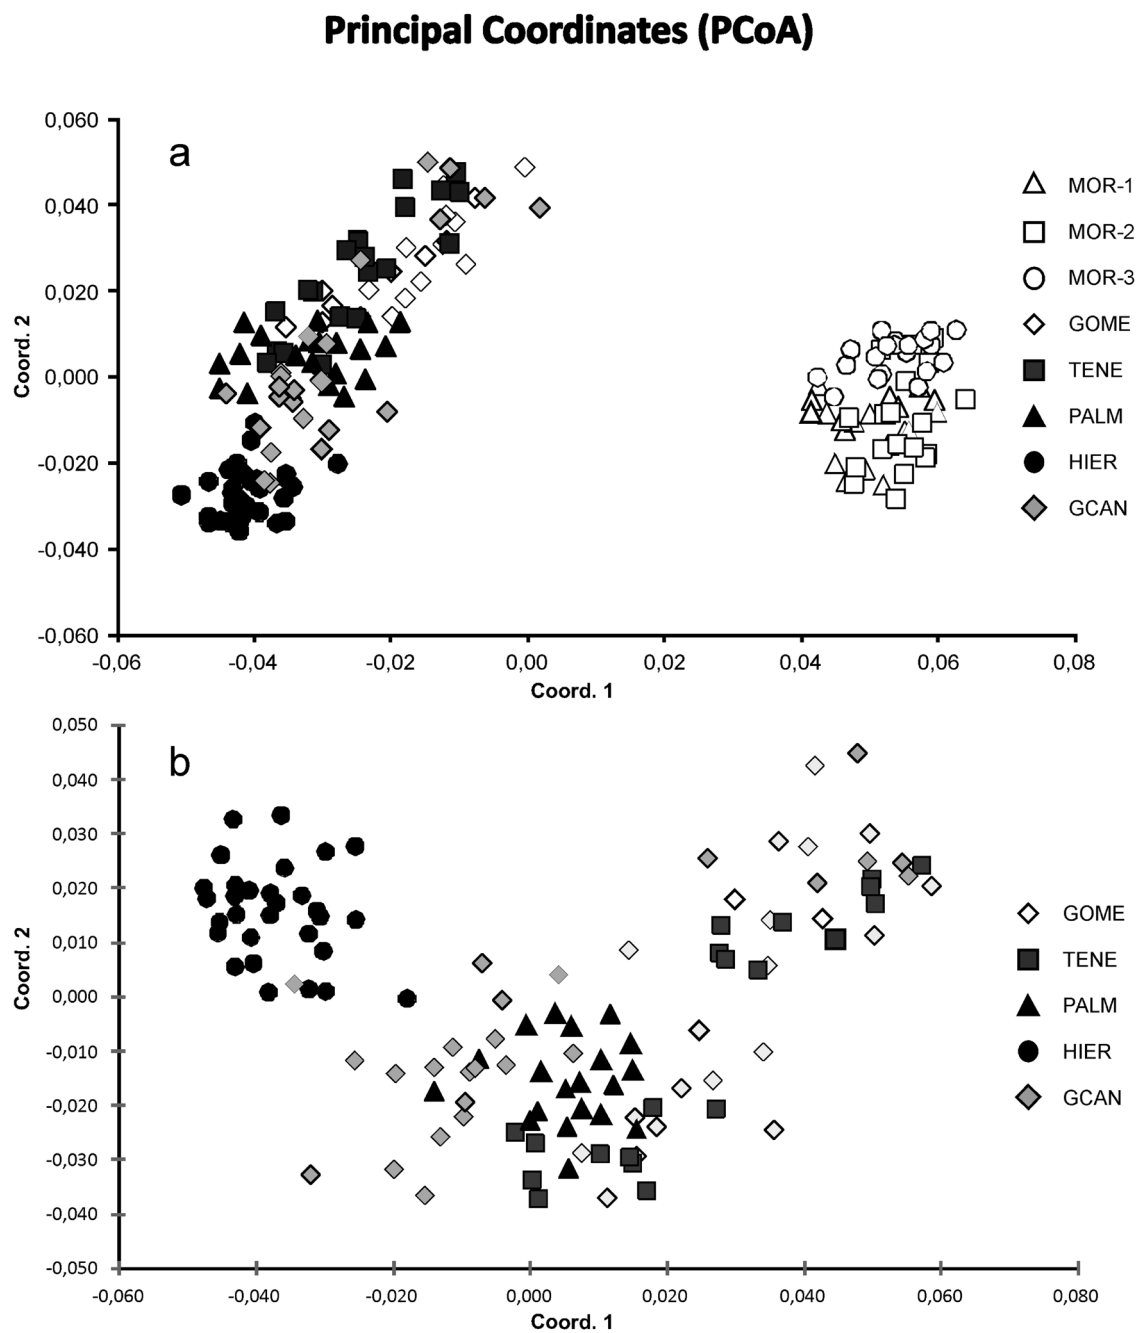 Principal Coordinates (PCoA)
a
Coord. 2
0,060
0,040
0,020
0,000
-0,020
-0,040
-0,060
-0,06 -0,04 -0,02 0,00 0,02 0,04 0,06 0,08
Coord. 1
MOR-1
MOR-2
MOR-3
GOME
TENE
PALM
HIER
GCAN
b
Coord. 2
0,050
0,040
0,030
0,020
0,010
0,000
-0,010
-0,020
-0,030
-0,040
-0,050
-0,060 -0,040 -0,020 0,000 0,020 0,040 0,060 0,080
Coord. 1
GOME
TENE
PALM
HIER
GCAN